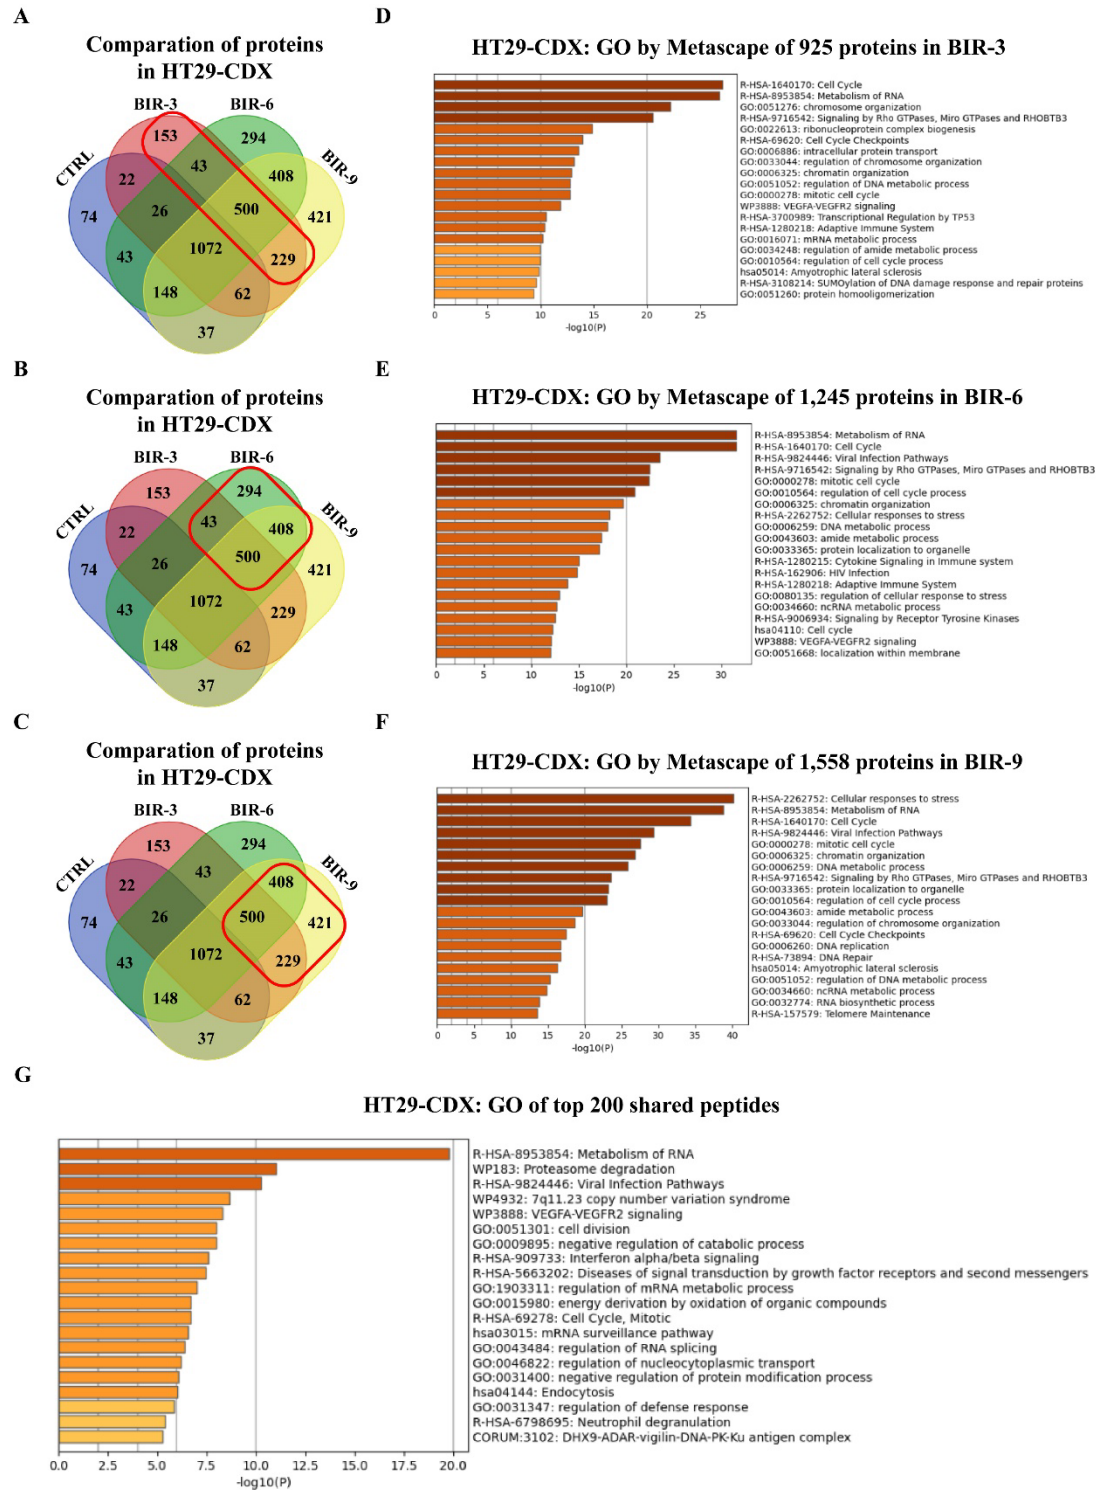 A
Comparation of proteins
in HT29-CDX
BIR-3
BIR-6
CTRL
BIR-9
153
294
22
43
408
74
26
500
421
43
1072
229
148
62
37
D
HT29-CDX: GO by Metascape of 925 proteins in BIR-3
R-HSA-1640170: Cell Cycle
R-HSA-8953854: Metabolism of RNA
GO:0051276: chromosome organization
R-HSA-9716542: Signaling by Rho GTPases, Miro GTPases and RHOBTB3
GO:0022613: ribonucleoprotein complex biogenesis
R-HSA-69620: Cell Cycle Checkpoints
GO:0006886: intracellular protein transport
GO:0033044: regulation of chromosome organization
GO:0006325: chromatin organization
GO:0051052: regulation of DNA metabolic process
GO:0000278: mitotic cell cycle
WP3888: VEGFA-VEGFR2 signaling
R-HSA-3700989: Transcriptional Regulation by TP53
R-HSA-1280218: Adaptive Immune System
GO:0016071: mRNA metabolic process
GO:0034248: regulation of amide metabolic process
GO:0010564: regulation of cell cycle process
hsa05014: Amyotrophic lateral sclerosis
R-HSA-3108214: SUMOylation of DNA damage response and repair proteins
GO:0051260: protein homooligomerization
0 5 10 15 20 25
-log10(P)
B
Comparation of proteins
in HT29-CDX
BIR-3
BIR-6
CTRL
BIR-9
153
294
22
43
408
74
26
500
421
43
1072
229
148
62
37
E
HT29-CDX: GO by Metascape of 1,245 proteins in BIR-6
R-HSA-8953854: Metabolism of RNA
R-HSA-1640170: Cell Cycle
R-HSA-9824446: Viral Infection Pathways
R-HSA-9716542: Signaling by Rho GTPases, Miro GTPases and RHOBTB3
GO:0000278: mitotic cell cycle
GO:0010564: regulation of cell cycle process
GO:0006325: chromatin organization
R-HSA-2262752: Cellular responses to stress
GO:0006259: DNA metabolic process
GO:0043603: amide metabolic process
GO:0033365: protein localization to organelle
R-HSA-1280215: Cytokine Signaling in Immune system
R-HSA-162906: HIV Infection
R-HSA-1280218: Adaptive Immune System
GO:0080135: regulation of cellular response to stress
GO:0034660: ncRNA metabolic process
R-HSA-9006934: Signaling by Receptor Tyrosine Kinases
hsa04110: Cell cycle
WP3888: VEGFA-VEGFR2 signaling
GO:0051668: localization within membrane
0 5 10 15 20 25 30
-log10(P)
C
Comparation of proteins
in HT29-CDX
BIR-3
BIR-6
CTRL
BIR-9
153
294
22
43
408
74
26
500
421
43
1072
229
148
62
37
F
HT29-CDX: GO by Metascape of 1,558 proteins in BIR-9
R-HSA-2262752: Cellular responses to stress
R-HSA-8953854: Metabolism of RNA
R-HSA-1640170: Cell Cycle
R-HSA-9824446: Viral Infection Pathways
GO:0000278: mitotic cell cycle
GO:0006325: chromatin organization
GO:0006259: DNA metabolic process
R-HSA-9716542: Signaling by Rho GTPases, Miro GTPases and RHOBTB3
GO:0033365: protein localization to organelle
GO:0010564: regulation of cell cycle process
GO:0043603: amide metabolic process
GO:0033044: regulation of chromosome organization
R-HSA-69620: Cell Cycle Checkpoints
GO:0006260: DNA replication
R-HSA-73894: DNA Repair
hsa05014: Amyotrophic lateral sclerosis
GO:0051052: regulation of DNA metabolic process
GO:0034660: ncRNA metabolic process
GO:0032774: RNA biosynthetic process
R-HSA-157579: Telomere Maintenance
0 5 10 15 20 25 30 35 40
-log10(P)
G
HT29-CDX: GO of top 200 shared peptides
R-HSA-8953854: Metabolism of RNA
WP183: Proteasome degradation
R-HSA-9824446: Viral Infection Pathways
WP4932: 7q11.23 copy number variation syndrome
WP3888: VEGFA-VEGFR2 signaling
GO:0051301: cell division
GO:0009895: negative regulation of catabolic process
R-HSA-909733: Interferon alpha/beta signaling
R-HSA-5663202: Diseases of signal transduction by growth factor receptors and second messengers
GO:1903311: regulation of mRNA metabolic process
GO:0015980: energy derivation by oxidation of organic compounds
R-HSA-69278: Cell Cycle, Mitotic
hsa03015: mRNA surveillance pathway
GO:0043484: regulation of RNA splicing
GO:0046822: regulation of nucleocytoplasmic transport
GO:0031400: negative regulation of protein modification process
hsa04144: Endocytosis
GO:0031347: regulation of defense response
R-HSA-6798695: Neutrophil degranulation
CORUM:3102: DHX9-ADAR-vigilin-DNA-PK-Ku antigen complex
0.0 2.5 5.0 7.5 10.0 12.5 15.0 17.5 20.0
-log10(P)